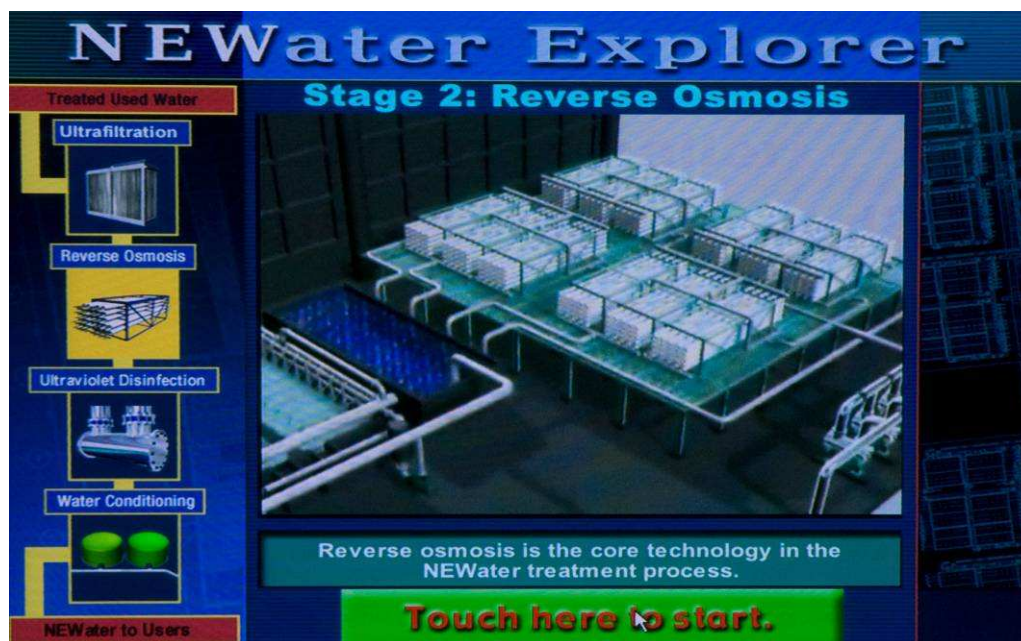 NEWater Explorer
Treated Used Water
Ultrafiltration
Reverse Osmosis
Ultraviolet Disinfection
Water Conditioning
NEWater to Users
Stage 2: Reverse Osmosis
Reverse osmosis is the core technology in the
NEWater treatment process.
Touch here to start.